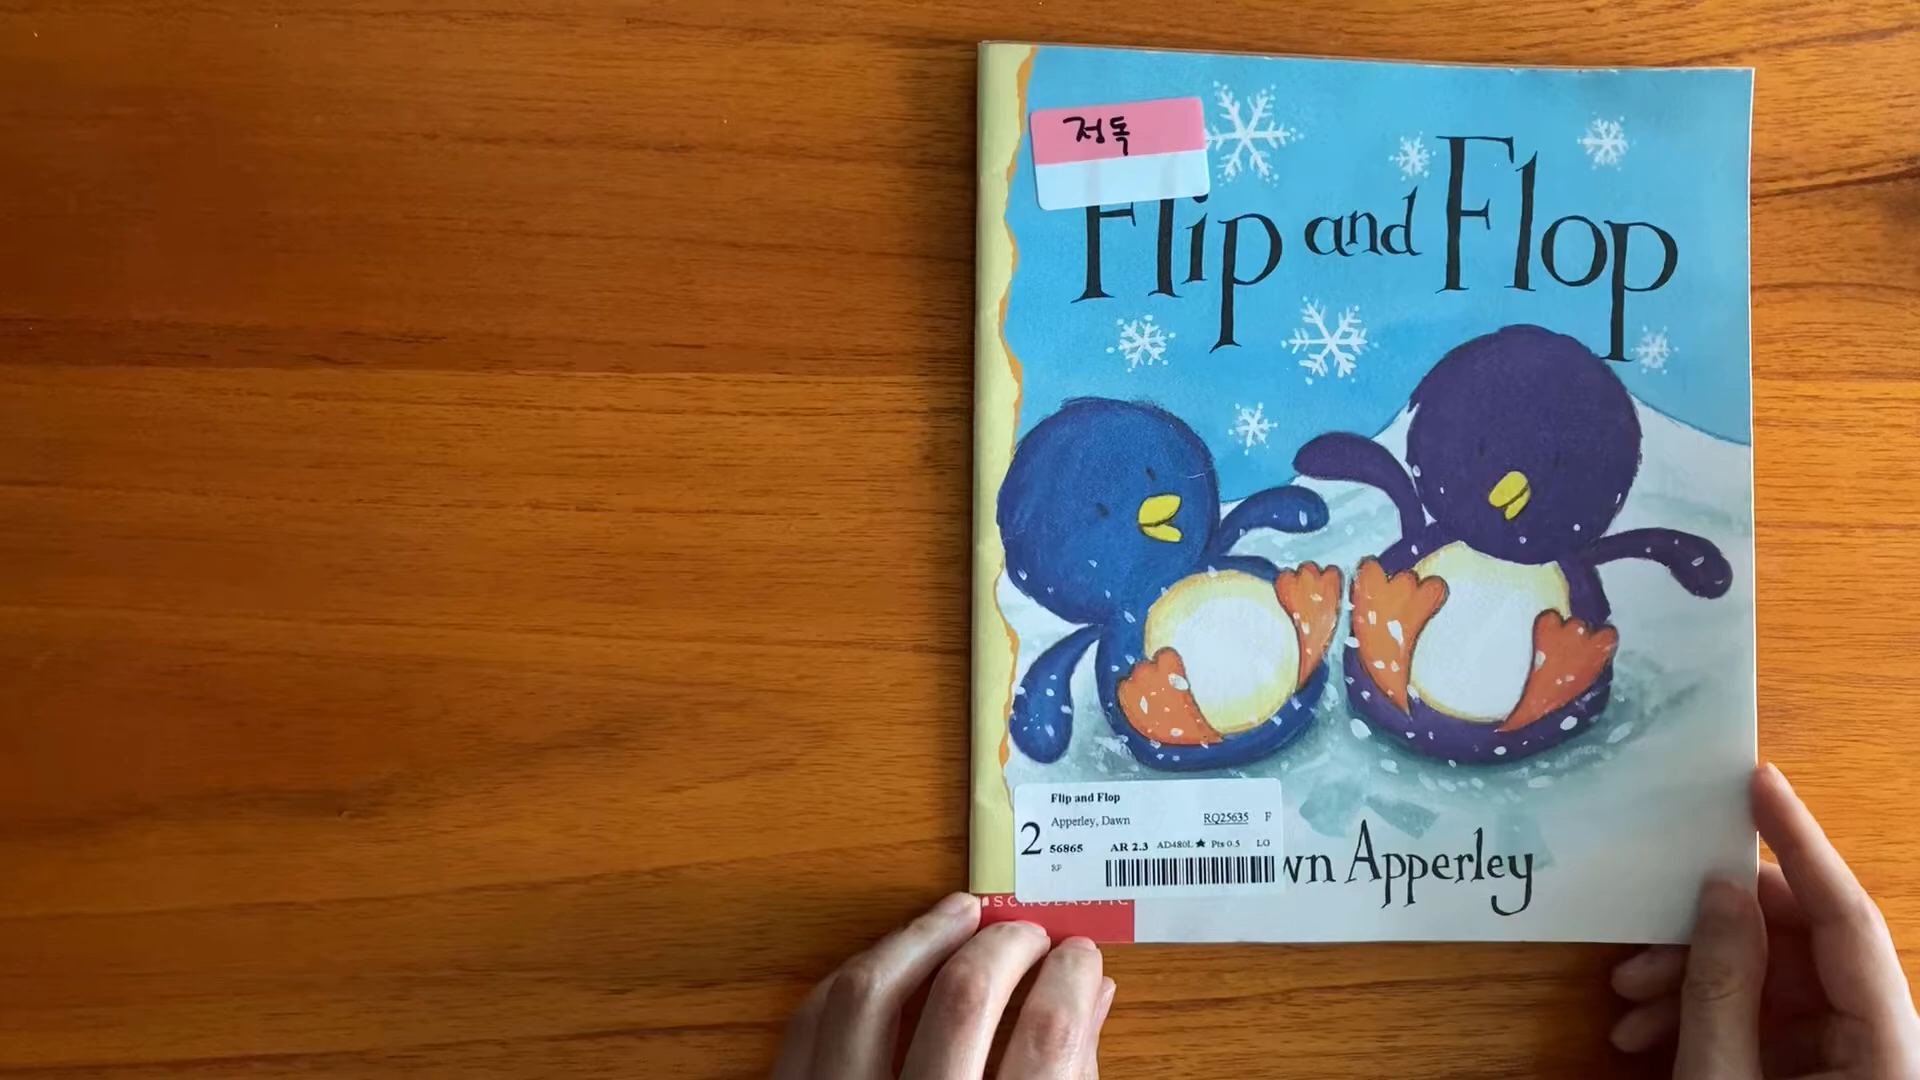 정독
Flip and Flop
Flip and Flop
Apperley, Dawn RQ25635 F
2 56865 AR 2.3 AD480L ★ Pts 0.5 LO
wn Apperley
SCHOLASTIC